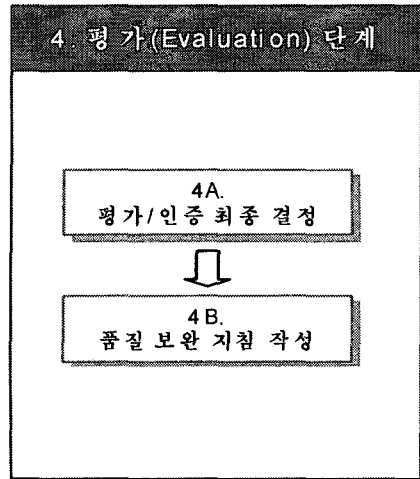 4. 평가(Evaluation) 단계
4A.
평가/인증 최종 결정
4B.
품질 보완 지침 작성